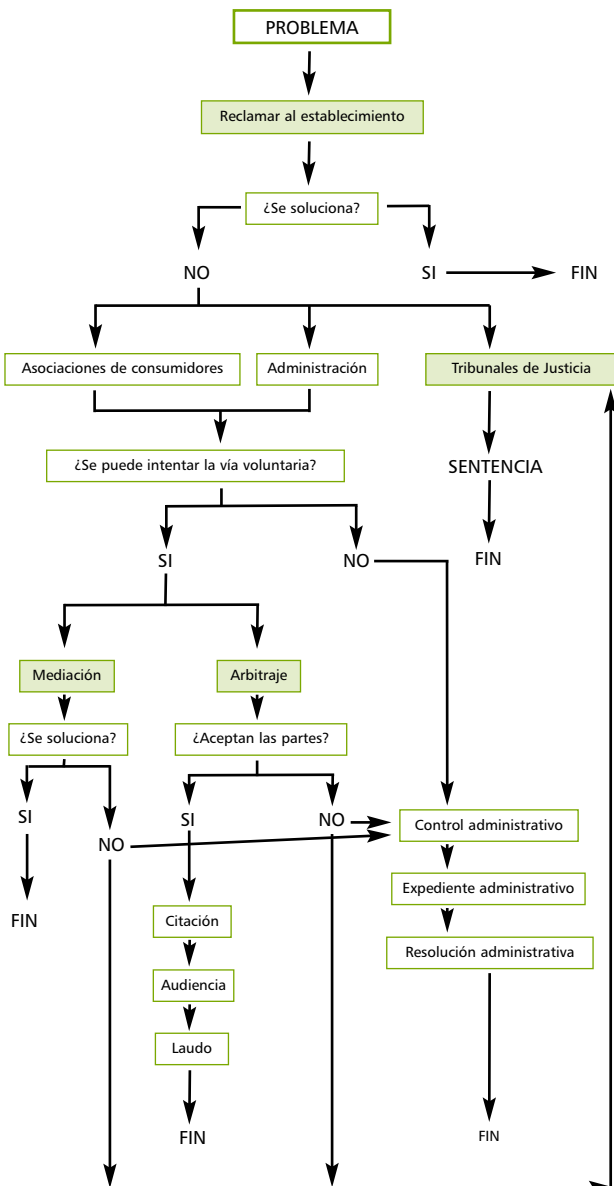 PROBLEMA
Reclamar al establecimiento
¿Se soluciona?
NO
SI
FIN
Asociaciones de consumidores
Administración
Tribunales de Justicia
¿Se puede intentar la vía voluntaria?
SENTENCIA
SI
NO
FIN
Mediación
Arbitraje
¿Se soluciona?
¿Aceptan las partes?
SI
NO
SI
NO
Control administrativo
Expediente administrativo
FIN
Citación
Resolución administrativa
Audiencia
Laudo
FIN
FIN